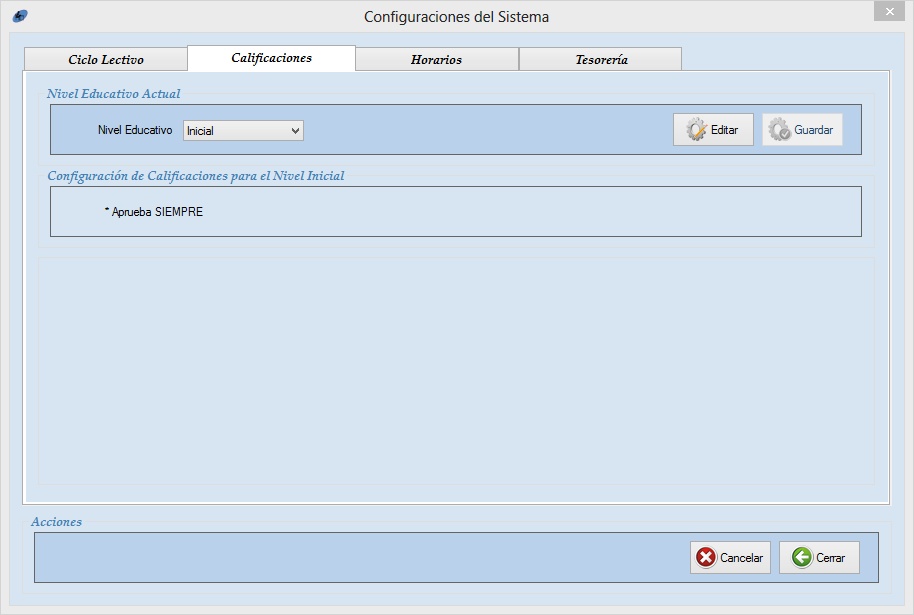 Configuraciones del Sistema
Ciclo Lectivo
Calificaciones
Horarios
Tesorería
Nivel Educativo Actual
Nivel Educativo
Inicial
Editar
Guardar
Configuración de Calificaciones para el Nivel Inicial
* Aprueba SIEMPRE
Acciones
Cancelar
Cerrar